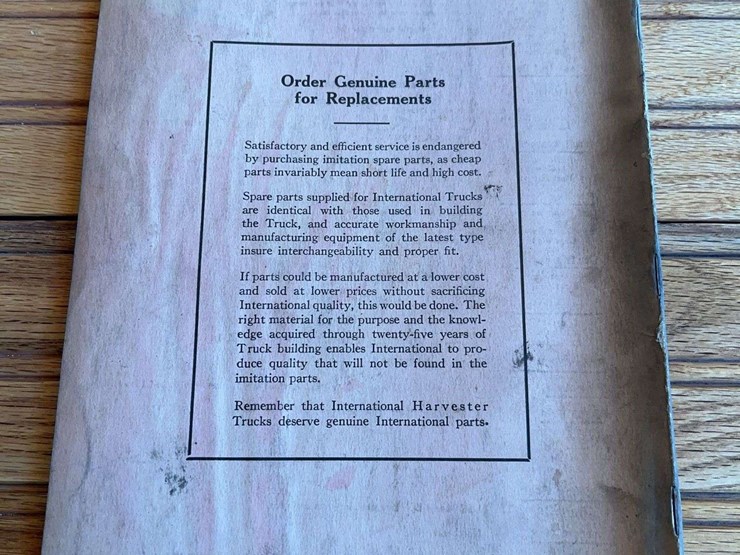 Order Genuine Parts
for Replacements
Satisfactory and efficient service is endangered
by purchasing imitation spare parts, as cheap
parts invariably mean short life and high cost.
Spare parts supplied for International Trucks
are identical with those used in building
the Truck, and accurate workmanship and
manufacturing equipment of the latest type
insure interchangeability and proper fit.
If parts could be manufactured at a lower cost
and sold at lower prices without sacrificing
International quality, this would be done. The
right material for the purpose and the knowl-
edge acquired through twenty-five years of
Truck building enables International to pro-
duce quality that will not be found in the
imitation parts.
Remember that International Harvester
Trucks deserve genuine International parts.